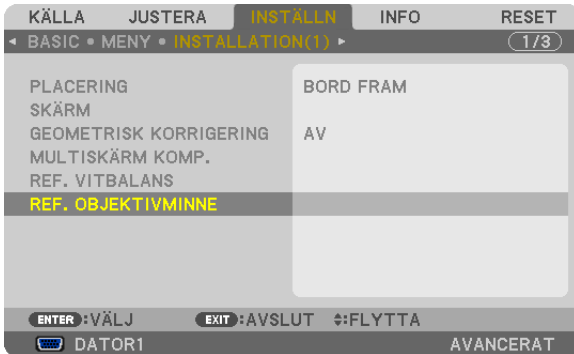 KÄLLA JUSTERA INSTÄLLN INFO RESET
◂ BASIC • MENY • INSTALLATION(1) ▸ 1/3
PLACERING BORD FRAM
SKÄRM
GEOMETRISK KORRIGERING AV
MULTISKÄRM KOMP.
REF. VITBALANS
REF. OBJEKTIVMINNE
ENTER :VÄLJ EXIT :AVSLUT :FLYTTA
DATOR1 AVANCERAT